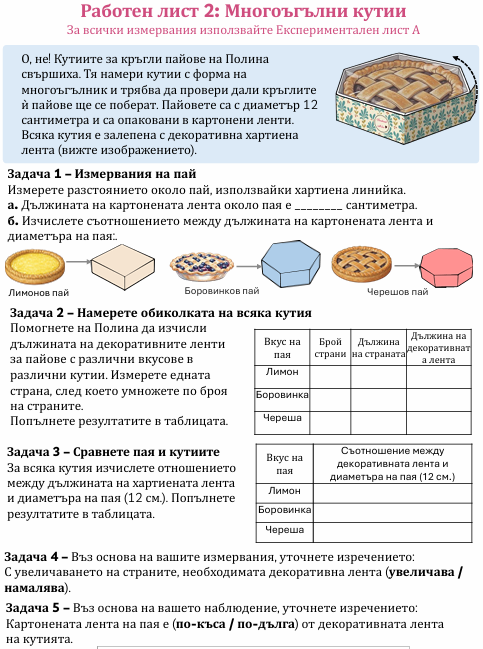 Работен лист 2: Многоъгълни кутии
За всички измервания използвайте Експериментален лист А
О, не! Кутиите за кръгли пайове на Полина
свършиха. Тя намери кутии с форма на
многоъгълник и трябва да провери дали кръглите
ѝ пайове ще се поберат. Пайовете са с диаметър 12
сантиметра и са опаковани в картонени ленти.
Всяка кутия е залепена с декоративна хартиена
лента (вижте изображението).
Задача 1 – Измервания на пай
Измерете разстоянието около пай, използвайки хартиена линийка.
а. Дължината на картонената лента около пая е ________ сантиметра.
б. Изчислете съотношението между дължината на картонената лента и
диаметъра на пая:.
Лимонов пай
Боровинков пай
Черешов пай
Задача 2 – Намерете обиколката на всяка кутия
Помогнете на Полина да изчисли
дължината на декоративните ленти
за пайове с различни вкусове в
различни кутии. Измерете едната
страна, след което умножете по броя
на страните.
Попълнете резултатите в таблицата.
Вкус на пая Брой страни Дължина на страната Дължина на декоративната лента
Лимон
Боровинка
Череша
Задача 3 – Сравнете пая и кутиите
За всяка кутия изчислете отношението
между дължината на хартиената лента
и диаметъра на пая (12 см.). Попълнете
резултатите в таблицата.
Вкус на пая Съотношение между декоративната лента и диаметъра на пая (12 см.)
Лимон
Боровинка
Череша
Задача 4 – Въз основа на вашите измервания, уточнете изречението:
С увеличаването на страните, необходимата декоративна лента (увеличава /
намалява).
Задача 5 – Въз основа на вашето наблюдение, уточнете изречението:
Картонената лента на пая е (по-къса / по-дълга) от декоративната лента
на кутията.